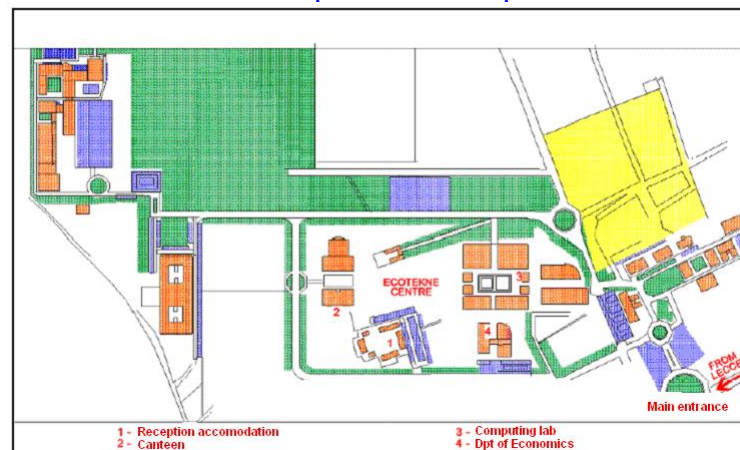 3
ECOTEKNE
CENTRE
2
4
1
FROM
LECCE
Main entrance
1 - Reception accomodation
2 - Canteen
3 - Computing lab
4 - Dpt of Economics